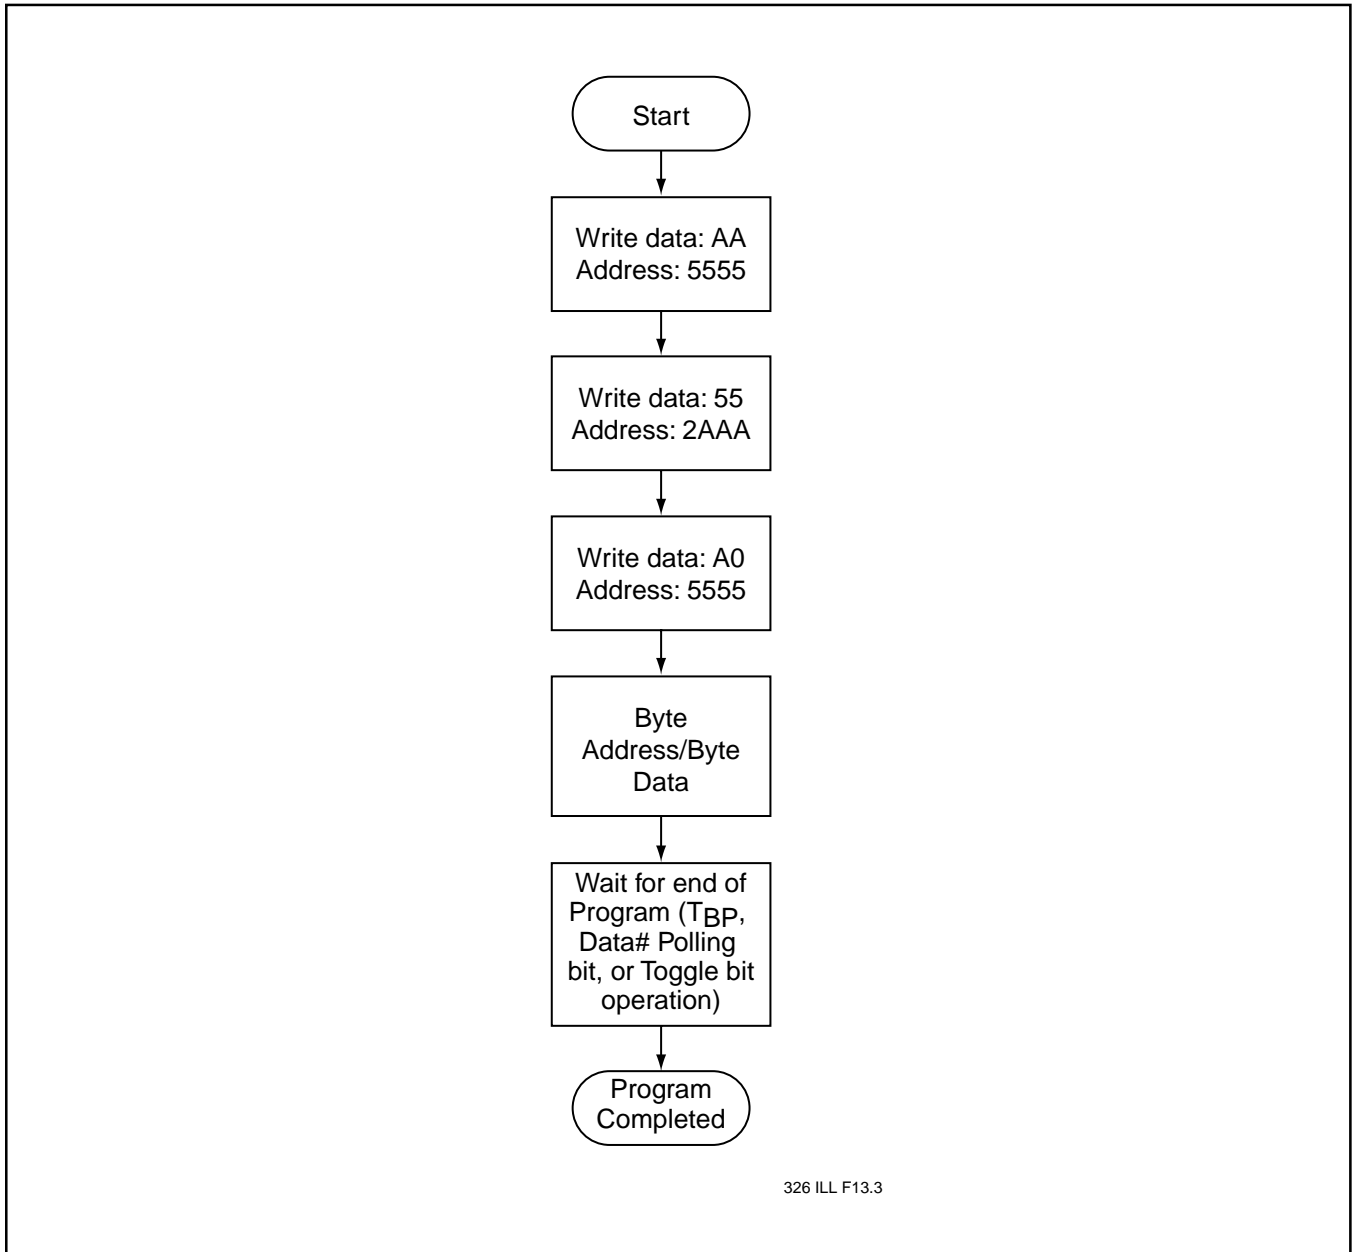 Start
Write data: AA
Address: 5555
Write data: 55
Address: 2AAA
Write data: A0
Address: 5555
Byte
Address/Byte
Data
Wait for end of
Program (TBP,
Data# Polling
bit, or Toggle bit
operation)
Program
Completed
326 ILL F13.3